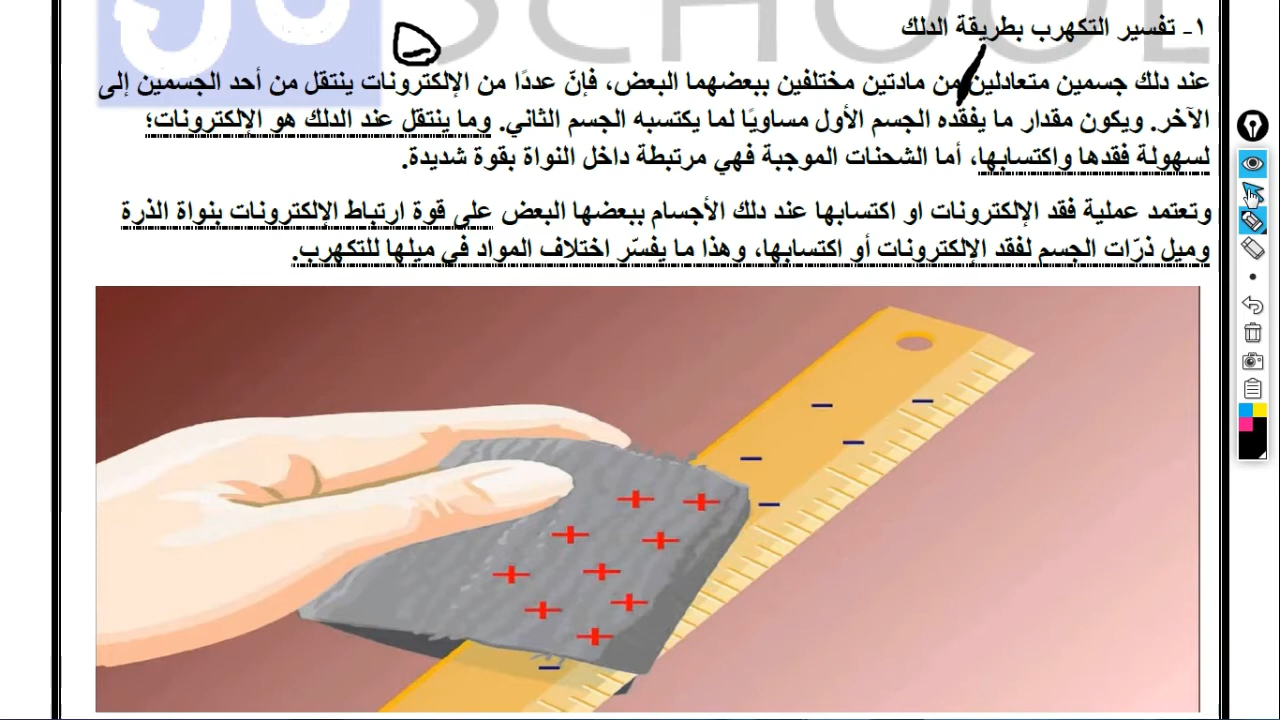 ١- تفسير التكهرب بطريقة الدلك
عند دلك جسمين متعادلين من مادتين مختلفتين ببعضهما البعض، فإنّ عددًا من الإلكترونات ينتقل من أحد الجسمين إلى
الآخر. ويكون مقدار ما يفقده الجسم الأول مساويًا لما يكتسبه الجسم الثاني. وما ينتقل عند الدلك هو الإلكترونات؛
لسهولة فقدها واكتسابها، أما الشحنات الموجبة فهي مرتبطة داخل النواة بقوة شديدة.
وتعتمد عملية فقد الإلكترونات او اكتسابها عند دلك الأجسام ببعضها البعض على قوة ارتباط الإلكترونات بنواة الذرة
وميل ذرّات الجسم لفقد الإلكترونات أو اكتسابها، وهذا ما يفسّر اختلاف المواد في ميلها للتكهرب.